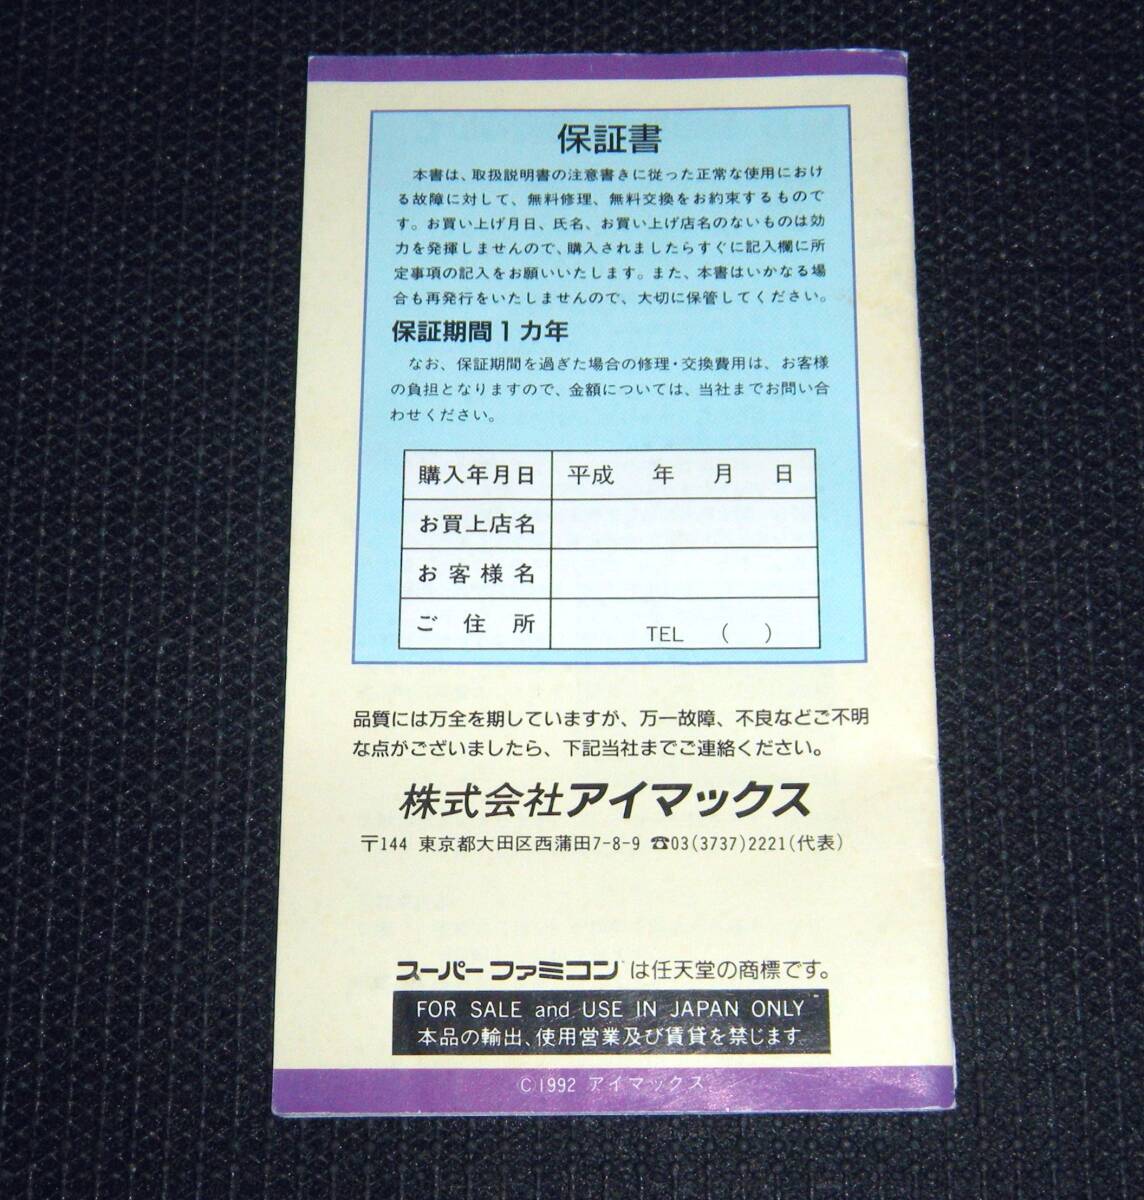 保証書
本書は、取扱説明書の注意書きに従った正常な使用におけ
る故障に対して、無料修理、無料交換をお約束するもので
す。お買い上げ月日、氏名、お買い上げ店名のないものは効
力を発揮しませんので、購入されましたらすぐに記入欄に所
定事項の記入をお願いいたします。また、本書はいかなる場
合も再発行をいたしませんので、大切に保管してください。
保証期間1カ年
なお、保証期間を過ぎた場合の修理・交換費用は、お客様
の負担となりますので、金額については、当社までお問い合
わせください。
購入年月日 平成 年 月 日
お買上店名
お客様名
ご住所 TEL ( )
品質には万全を期していますが、万一故障、不良などご不明
な点がございましたら、下記当社までご連絡ください。
株式会社アイマックス
〒144 東京都大田区西蒲田7-8-9 ☎03(3737)2221(代表)
スーパーファミコンは任天堂の商標です。
FOR SALE and USE IN JAPAN ONLY
本品の輸出、使用営業及び賃貸を禁じます
©1992 アイマックス